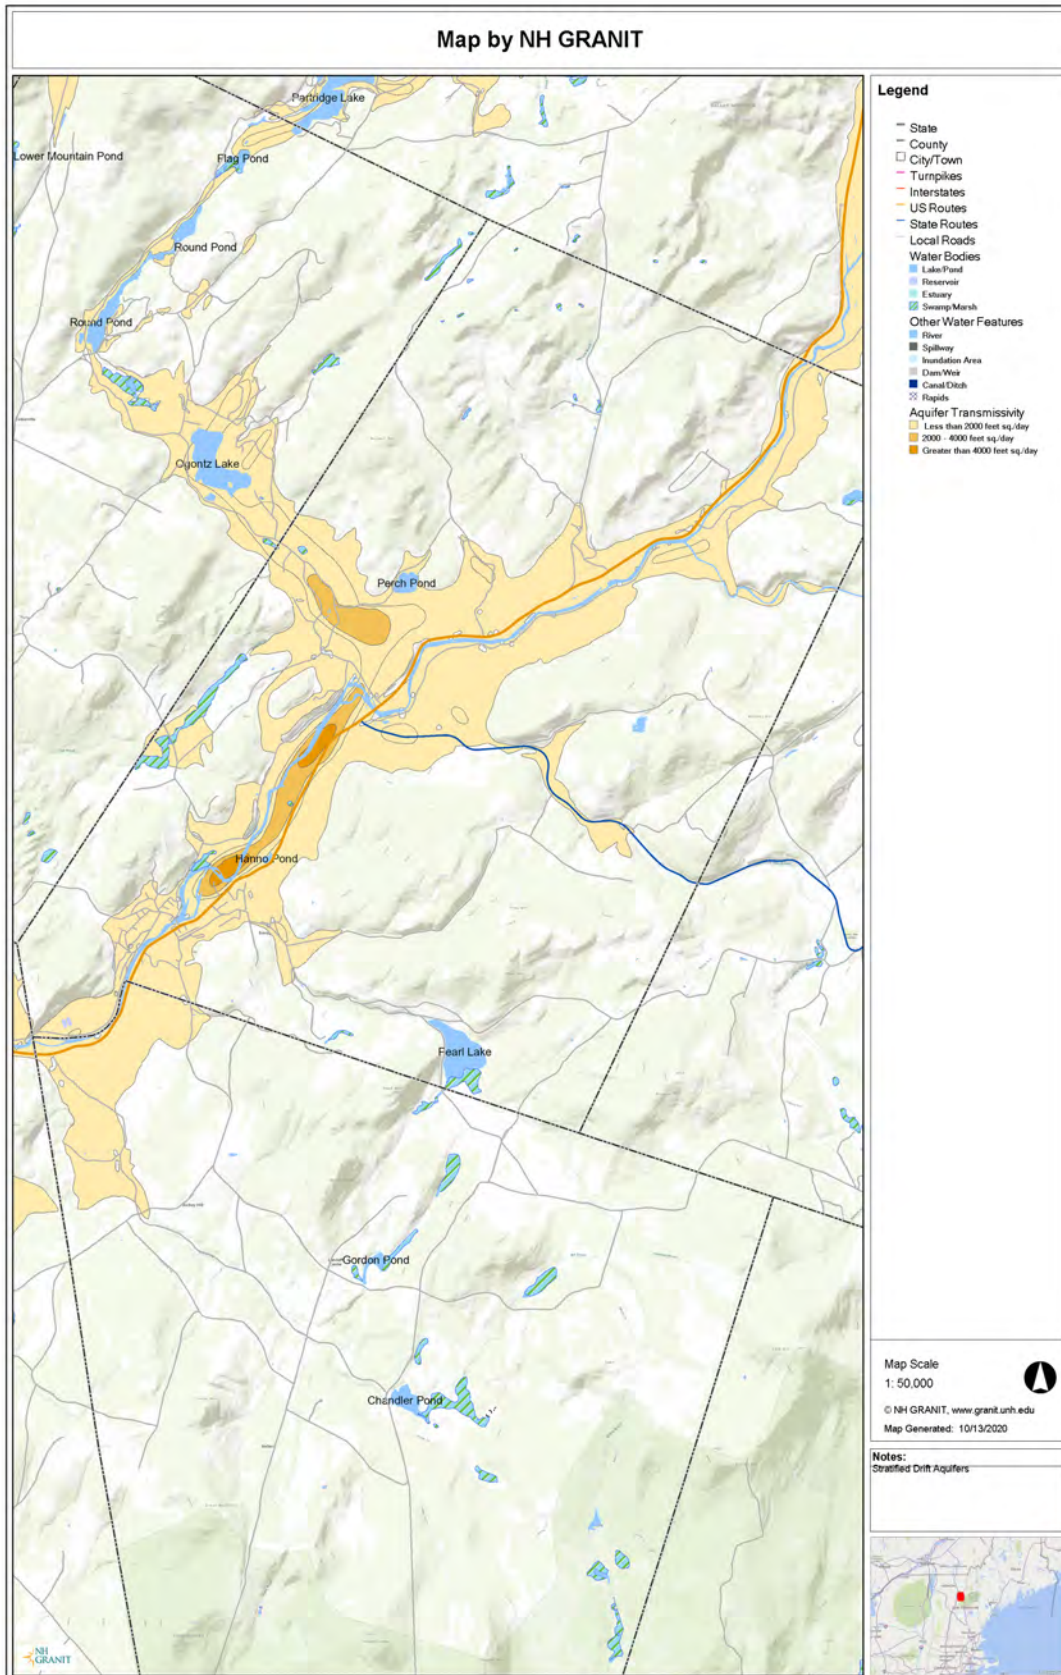 Map by NH GRANIT
Partridge Lake
Lower Mountain Pond
Flag Pond
Round Pond
Round Pond
Ogontz Lake
Perch Pond
Hanno Pond
Pearl Lake
Gordon Pond
Chandler Pond
NH
GRANIT
Legend
State
County
City/Town
Turnpikes
Interstates
US Routes
State Routes
Local Roads
Water Bodies
Lake/Pond
Reservoir
Estuary
Swamp/Marsh
Other Water Features
River
Spillway
Inundation Area
Dam/Weir
Canal/Ditch
Rapids
Aquifer Transmissivity
Less than 2000 feet sq./day
2000 - 4000 feet sq./day
Greater than 4000 feet sq./day
Map Scale
1: 50,000
© NH GRANIT, www.granit.unh.edu
Map Generated: 10/13/2020
Notes:
Stratified Drift Aquifers